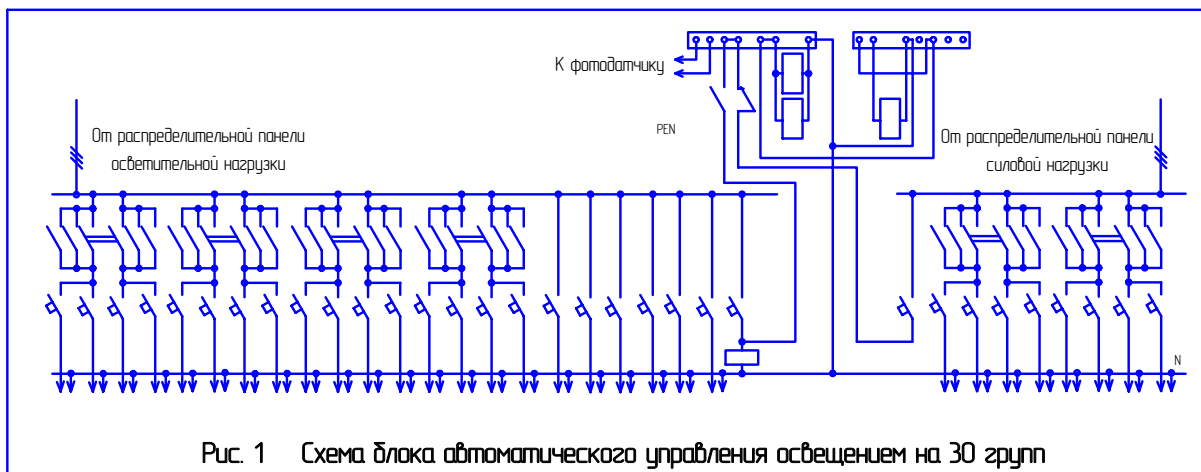 К фотодатчику
PEN
От распределительной панели
осветительной нагрузки
От распределительной панели
силовой нагрузки
N
Рис. 1 Схема блока автоматического управления освещением на 30 групп